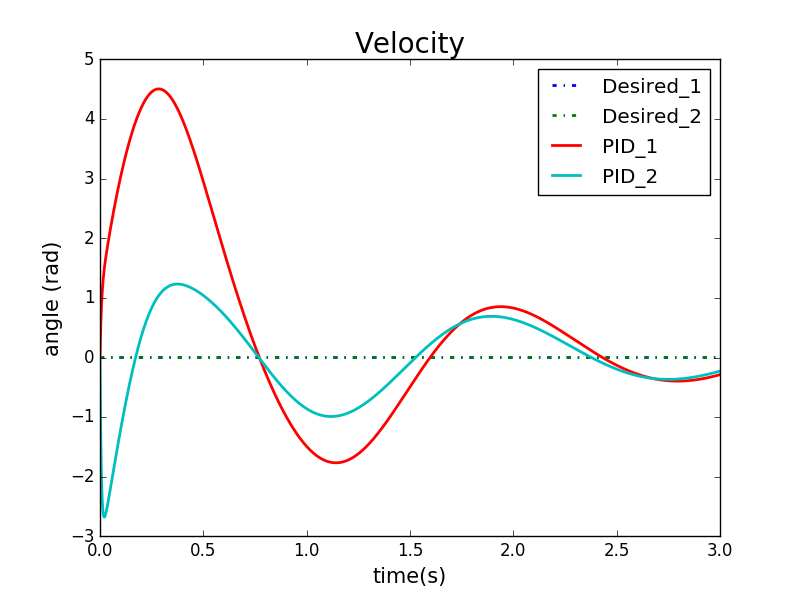 Velocity
Desired_1
Desired_2
PID_1
PID_2
angle (rad)
5
4
3
2
1
0
−1
−2
−3
0.0 0.5 1.0 1.5 2.0 2.5 3.0
time(s)